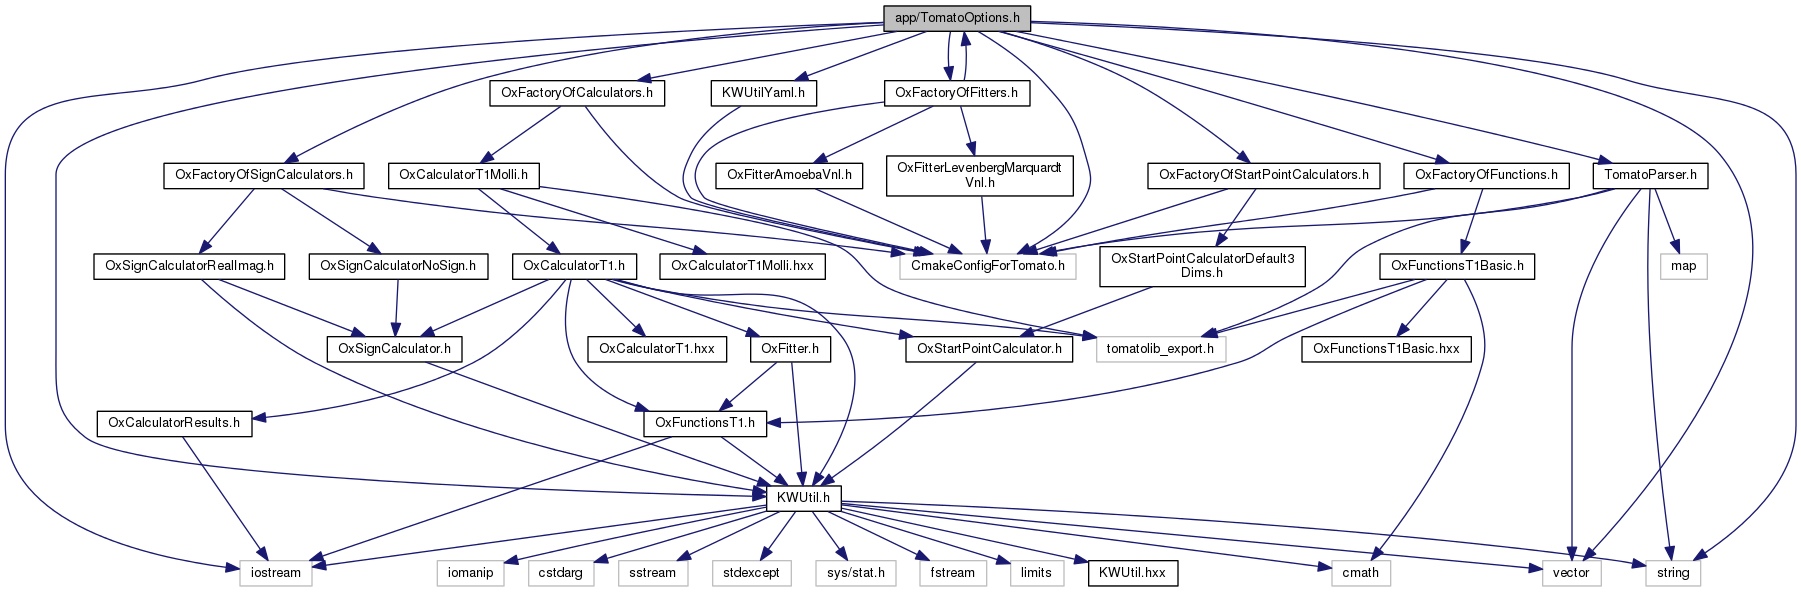 app/TomatoOptions.h
OxFactoryOfCalculators.h
KWUtilYaml.h
OxFactoryOfFitters.h
OxFactoryOfSignCalculators.h
OxCalculatorT1Molli.h
OxFitterAmoebaVnl.h
OxFitterLevenbergMarquardt
Vnl.h
OxFactoryOfStartPointCalculators.h
OxFactoryOfFunctions.h
TomatoParser.h
OxSignCalculatorRealImag.h
OxSignCalculatorNoSign.h
OxCalculatorT1.h
OxCalculatorT1Molli.hxx
CmakeConfigForTomato.h
OxStartPointCalculatorDefault3
Dims.h
OxFunctionsT1Basic.h
map
OxSignCalculator.h
OxCalculatorT1.hxx
OxFitter.h
OxStartPointCalculator.h
tomatolib_export.h
OxFunctionsT1Basic.hxx
OxCalculatorResults.h
OxFunctionsT1.h
KWUtil.h
iostream
iomanip
cstdarg
sstream
stdexcept
sys/stat.h
fstream
limits
KWUtil.hxx
cmath
vector
string